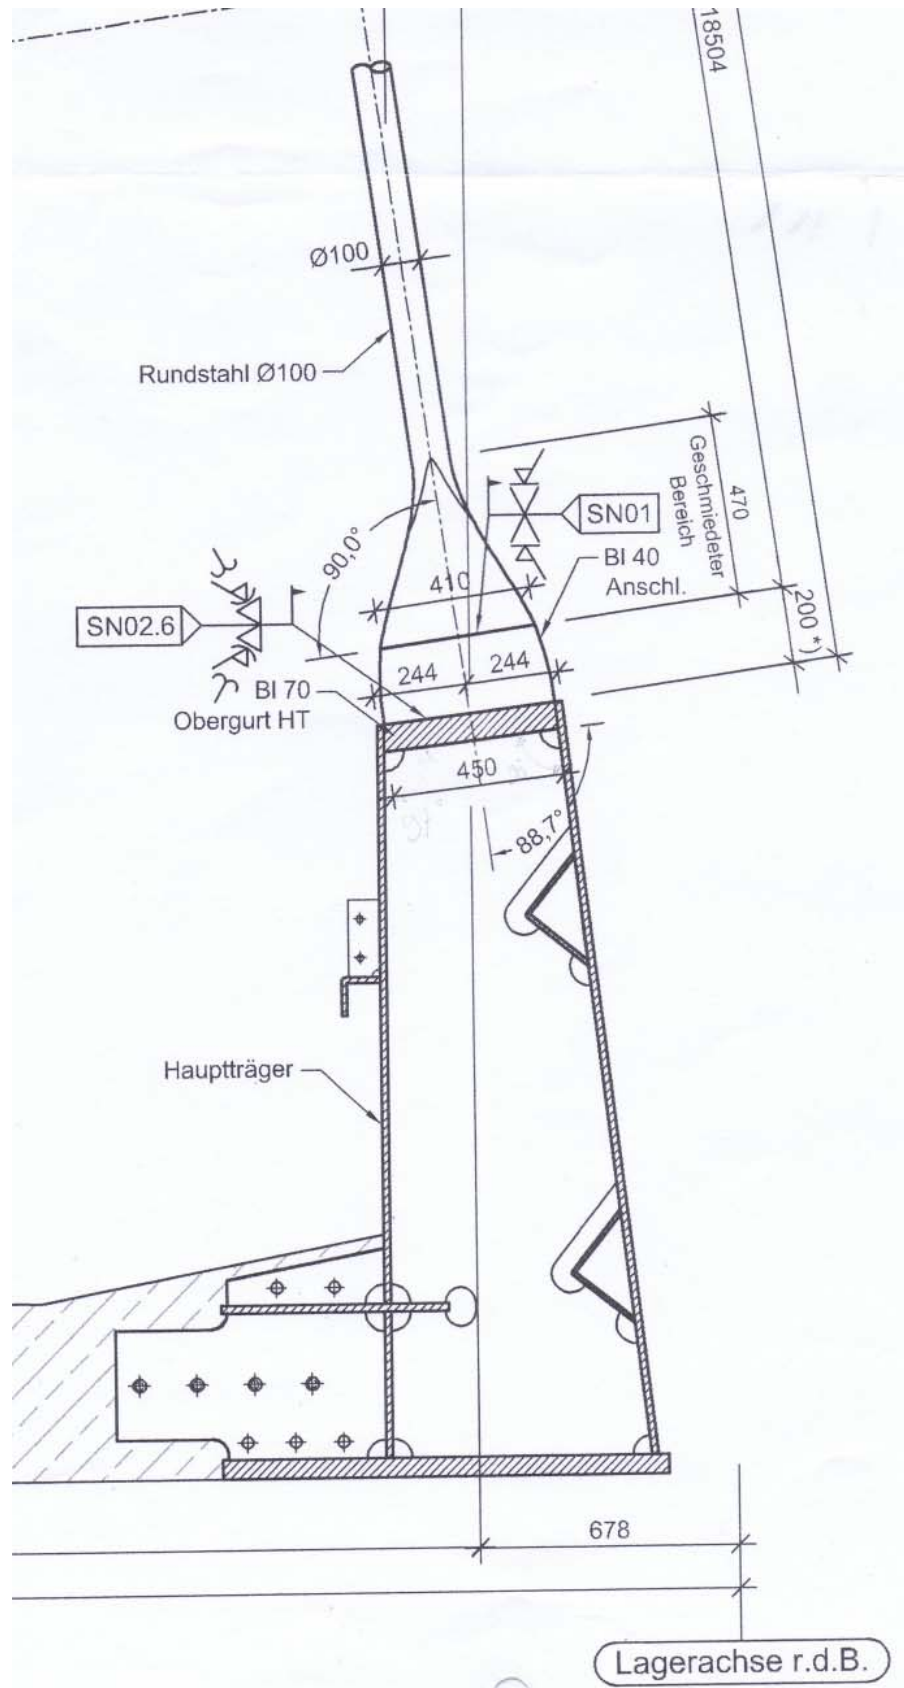 18504
Ø100
Rundstahl Ø100
470
Geschmiedeter
Bereich
SN01
90,0°
Bl 40
Anschl.
410
200 *)
SN02.6
244
244
Bl 70
Obergurt HT
450
88,7°
Hauptträger
678
Lagerachse r.d.B.